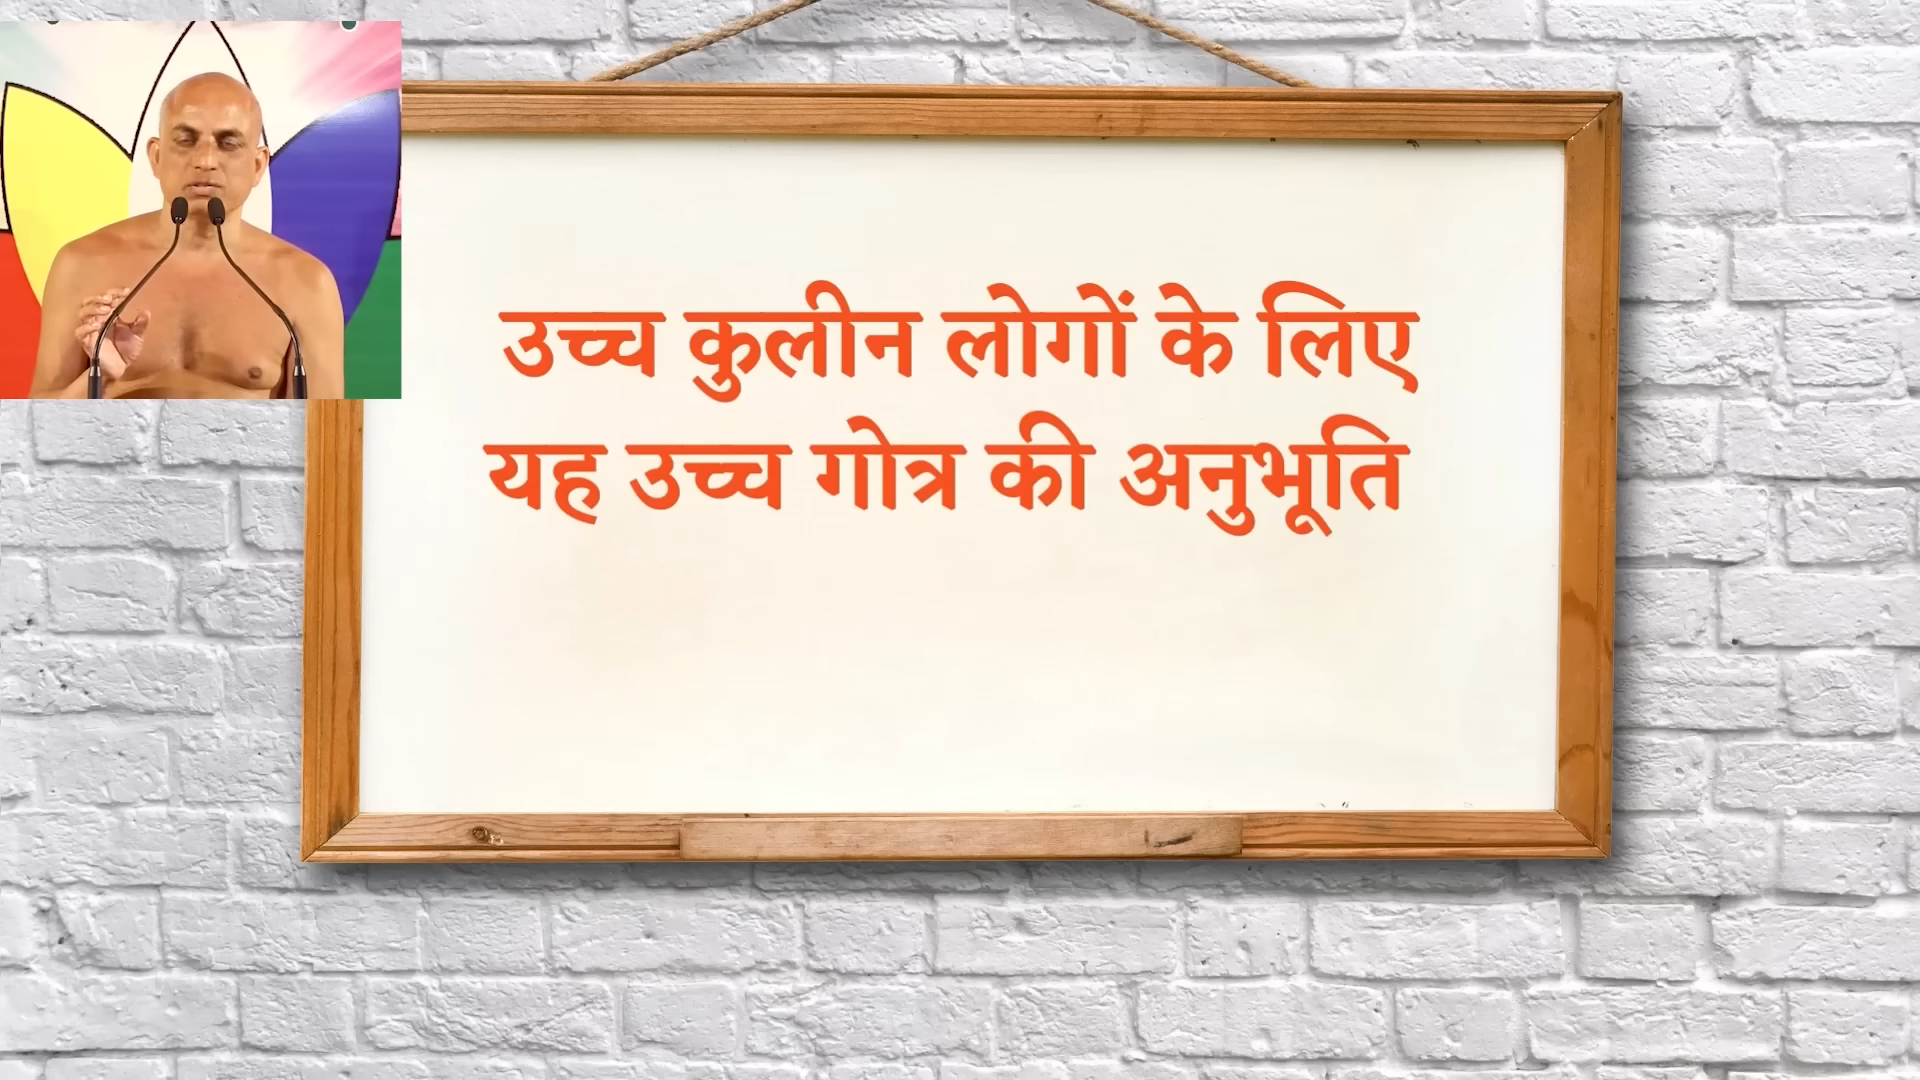 उच्च कुलीन लोगों के लिए
यह उच्च गोत्र की अनुभूति